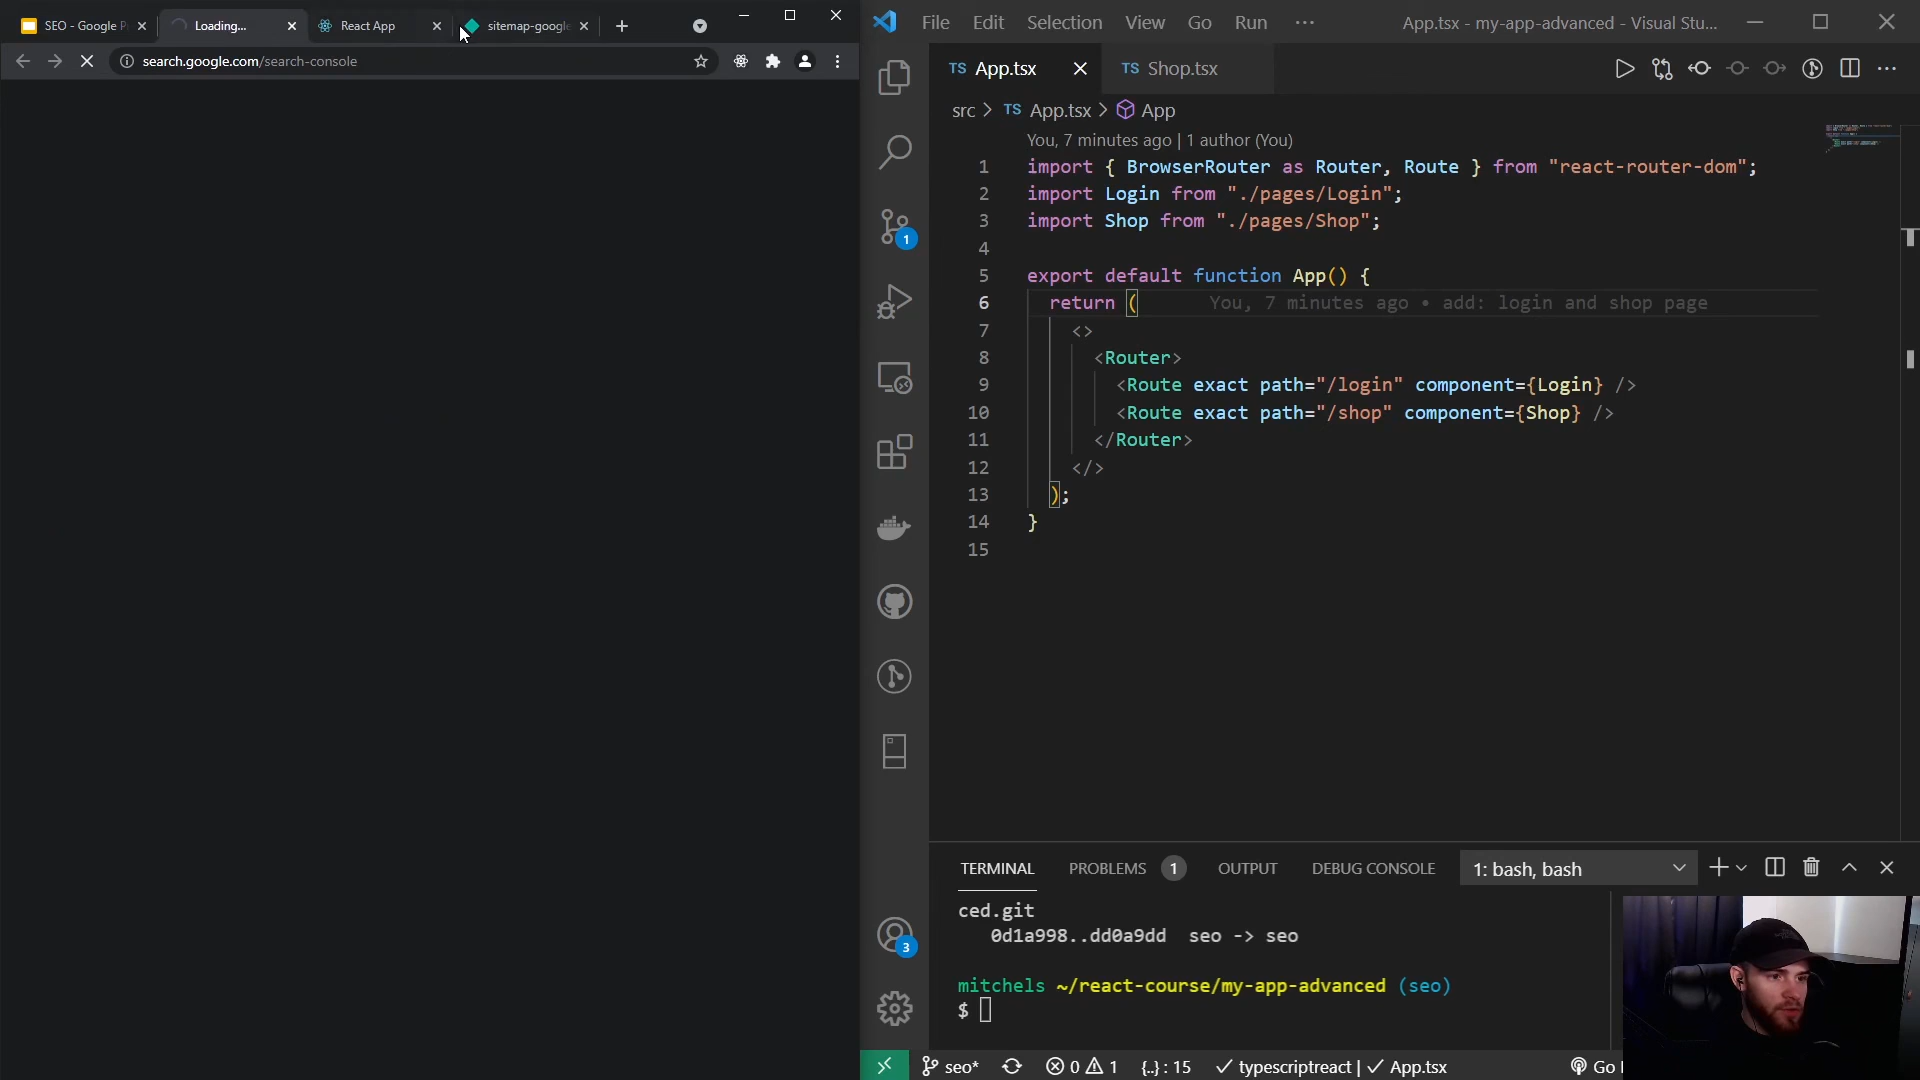 SEO - Google P
Loading...
React App
sitemap-google
search.google.com/search-console
File Edit Selection View Go Run ···
App.tsx - my-app-advanced - Visual Stu...
TS App.tsx
TS Shop.tsx
src > TS App.tsx > App
You, 7 minutes ago | 1 author (You)
1 import { BrowserRouter as Router, Route } from "react-router-dom";
2 import Login from "./pages/Login";
3 import Shop from "./pages/Shop";
4
5 export default function App() {
6 return ( You, 7 minutes ago • add: login and shop page
7 <>
8 <Router>
9 <Route exact path="/login" component={Login} />
10 <Route exact path="/shop" component={Shop} />
11 </Router>
12 </>
13 );
14 }
15
1
3
TERMINAL PROBLEMS 1 OUTPUT DEBUG CONSOLE 1: bash, bash
ced.git
0d1a998..dd0a9dd seo -> seo
mitchels ~/react-course/my-app-advanced (seo)
$
seo* 0 1 {..} : 15 ✓ typescriptreact | ✓ App.tsx Go